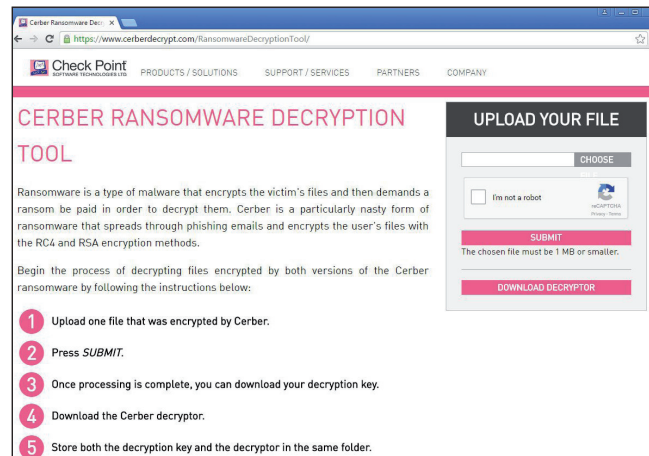 Cerber Ransomware Decr
https://www.cerberdecrypt.com/RansomwareDecryptionTool/
Check Point
SOFTWARE TECHNOLOGIES LTD.
PRODUCTS / SOLUTIONS SUPPORT / SERVICES PARTNERS COMPANY
CERBER RANSOMWARE DECRYPTION
TOOL
Ransomware is a type of malware that encrypts the victim's files and then demands a
ransom be paid in order to decrypt them. Cerber is a particularly nasty form of
ransomware that spreads through phishing emails and encrypts the user's files with
the RC4 and RSA encryption methods.
Begin the process of decrypting files encrypted by both versions of the Cerber
ransomware by following the instructions below:
1 Upload one file that was encrypted by Cerber.
2 Press SUBMIT.
3 Once processing is complete, you can download your decryption key.
4 Download the Cerber decryptor.
5 Store both the decryption key and the decryptor in the same folder.
UPLOAD YOUR FILE
CHOOSE
I'm not a robot
reCAPTCHA
Privacy - Terms
SUBMIT
The chosen file must be 1 MB or smaller.
DOWNLOAD DECRYPTOR